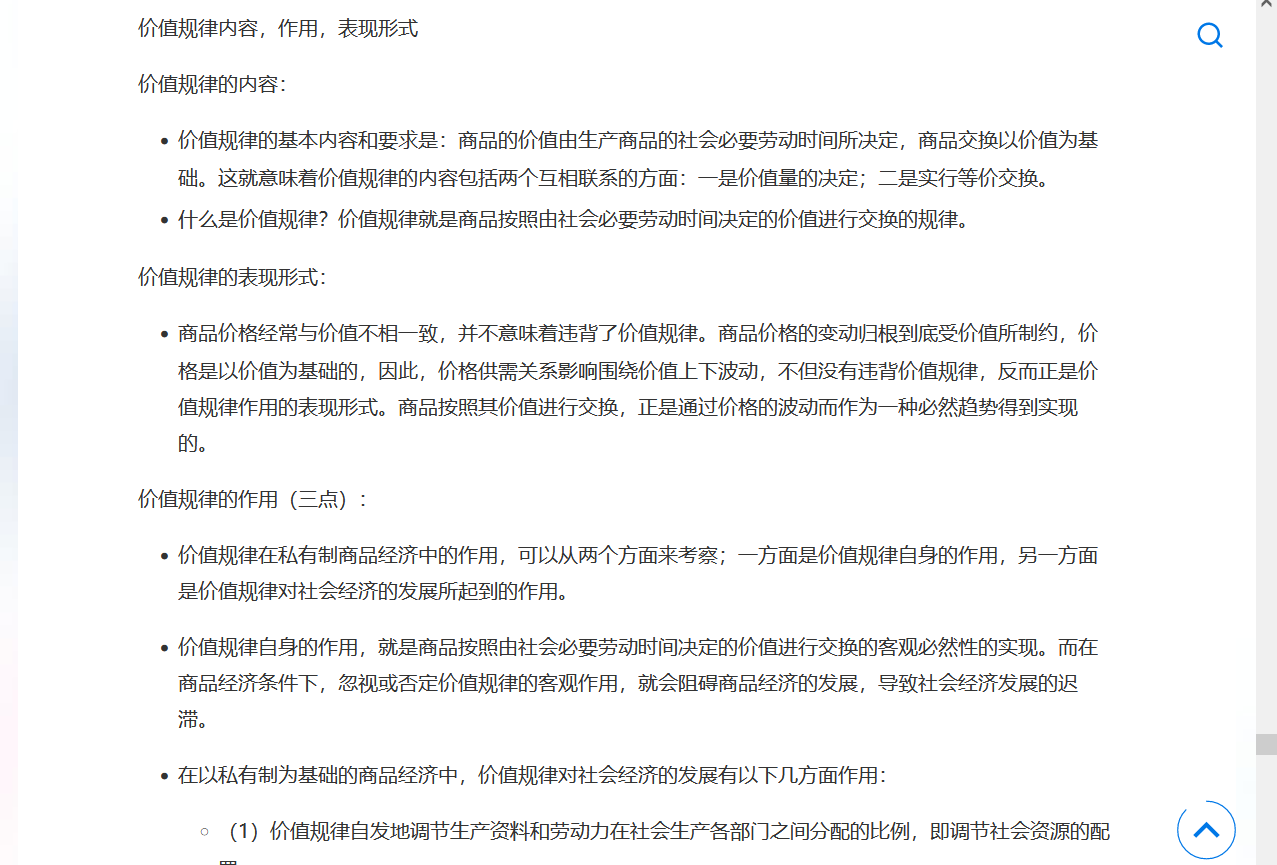 价值规律内容，作用，表现形式
价值规律的内容：
价值规律的基本内容和要求是：商品的价值由生产商品的社会必要劳动时间所决定，商品交换以价值为基
础。这就意味着价值规律的内容包括两个互相联系的方面：一是价值量的决定；二是实行等价交换。
什么是价值规律？价值规律就是商品按照由社会必要劳动时间决定的价值进行交换的规律。
价值规律的表现形式：
商品价格经常与价值不相一致，并不意味着违背了价值规律。商品价格的变动归根到底受价值所制约，价
格是以价值为基础的，因此，价格供需关系影响围绕价值上下波动，不但没有违背价值规律，反而正是价
值规律作用的表现形式。商品按照其价值进行交换，正是通过价格的波动而作为一种必然趋势得到实现
的。
价值规律的作用（三点）：
价值规律在私有制商品经济中的作用，可以从两个方面来考察；一方面是价值规律自身的作用，另一方面
是价值规律对社会经济的发展所起到的作用。
价值规律自身的作用，就是商品按照由社会必要劳动时间决定的价值进行交换的客观必然性的实现。而在
商品经济条件下，忽视或否定价值规律的客观作用，就会阻碍商品经济的发展，导致社会经济发展的迟
滞。
在以私有制为基础的商品经济中，价值规律对社会经济的发展有以下几方面作用：
（1）价值规律自发地调节生产资料和劳动力在社会生产各部门之间分配的比例，即调节社会资源的配